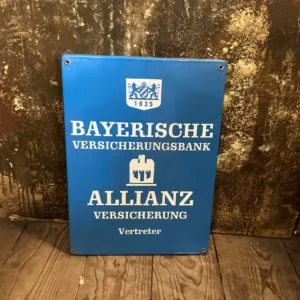 1835
BAYERISCHE
VERSICHERUNGSBANK
ALLIANZ
VERSICHERUNG
Vertreter